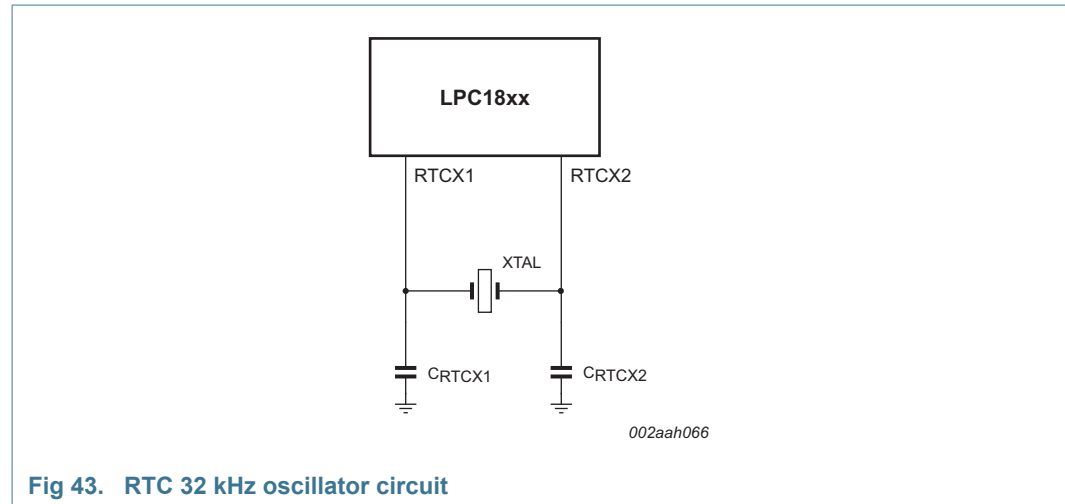 LPC18xx
RTCX1 RTCX2
XTAL
CRTCX1 CRTCX2
002aah066
Fig 43. RTC 32 kHz oscillator circuit